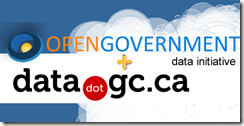 OPENGOVERNMENT
data initiative
+
data dot gc.ca